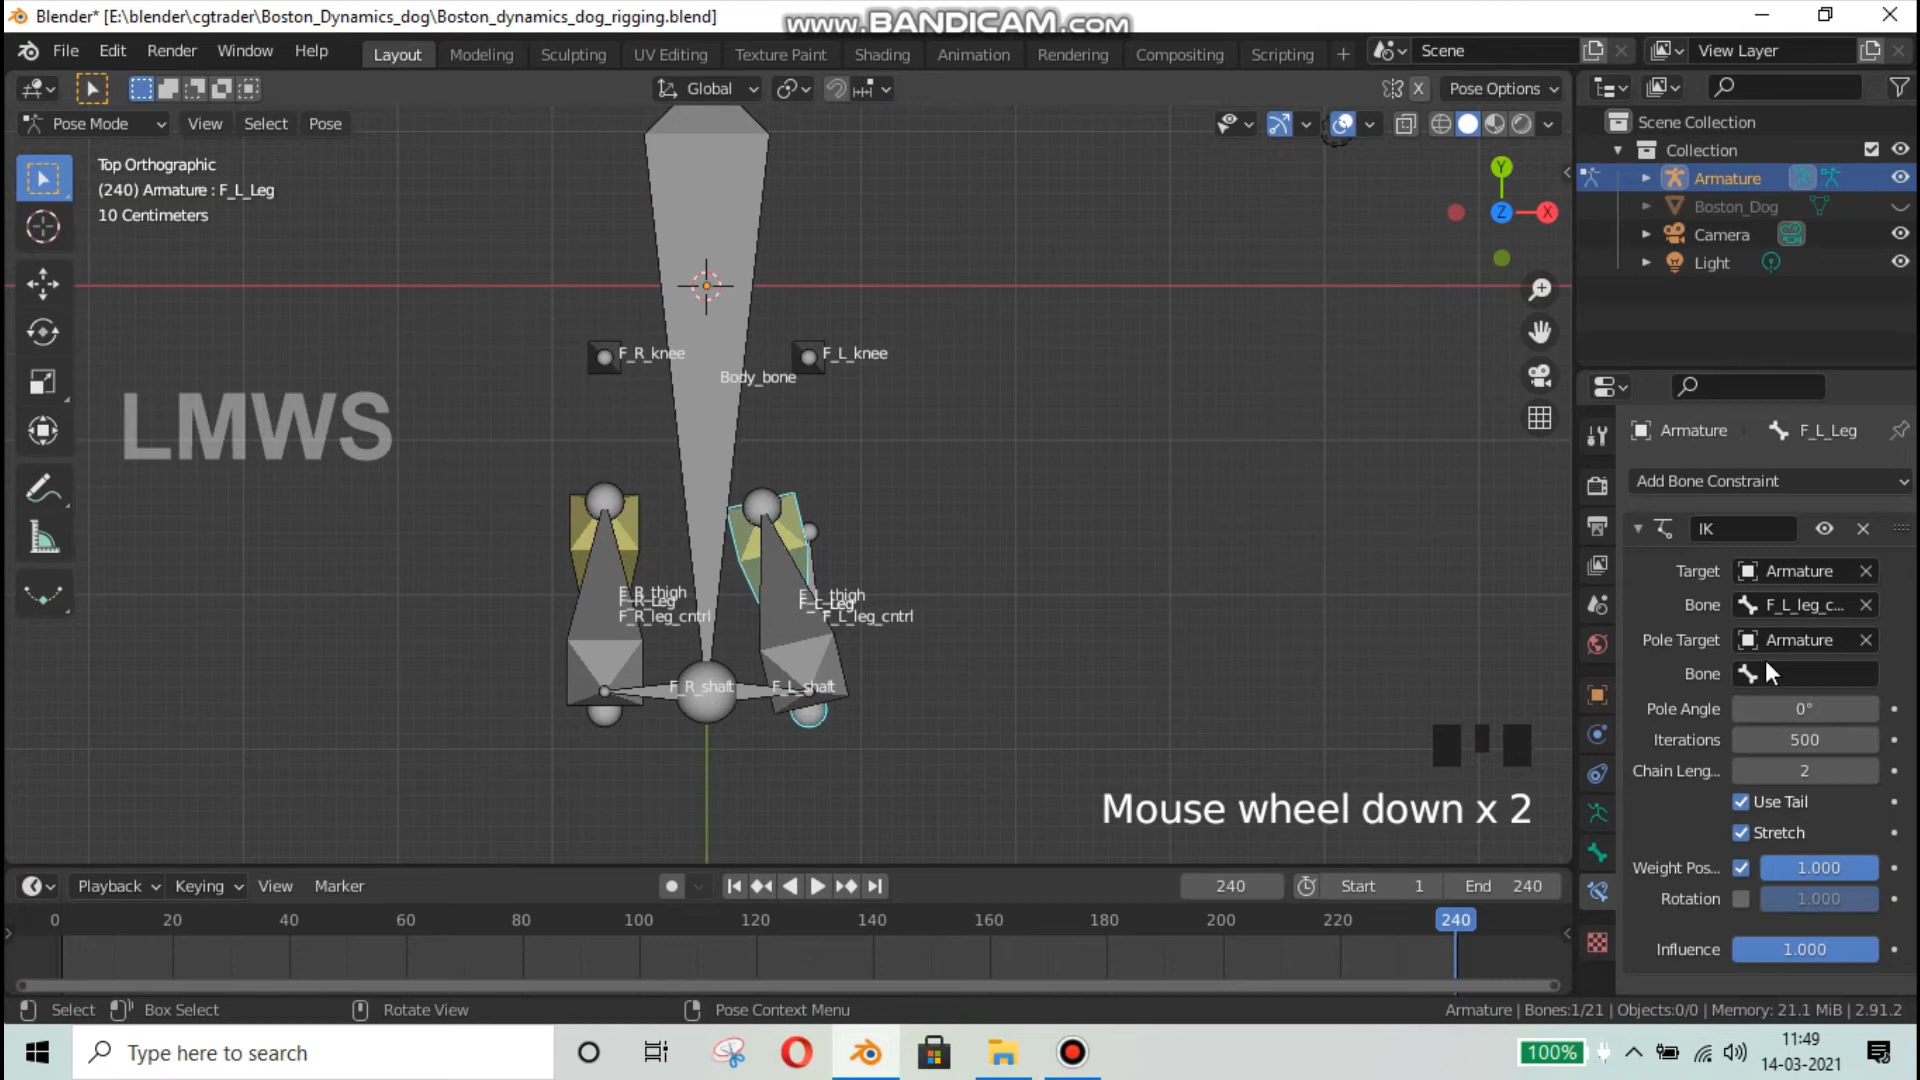 Blender* [E:\blender\cgtrader\Boston_Dynamics_dog\Boston_dynamics_dog_rigging.blend]
www.BANDICAM.com
File Edit Render Window Help
Layout Modeling Sculpting UV Editing Texture Paint Shading Animation Rendering Compositing Scripting +
Scene
View Layer
Global
X
Pose Options
Pose Mode View Select Pose
Top Orthographic
(240) Armature : F_L_Leg
10 Centimeters
Y
Z
X
Scene Collection
Collection
Armature
Boston_Dog
Camera
Light
F_R_knee
F_L_knee
Body_bone
LMWS
F_R_thigh
F_R_Leg
F_R_leg_cntrl
F_L_thigh
F_L_Leg
F_L_leg_cntrl
F_R_shaft
F_L_shaft
Armature F_L_Leg
Add Bone Constraint
IK
Target Armature
Bone F_L_leg_c...
Pole Target Armature
Bone
Pole Angle 0°
Iterations 500
Chain Leng... 2
Use Tail
Stretch
Weight Pos... 1.000
Rotation 1.000
Influence 1.000
Mouse wheel down x 2
Playback Keying View Marker
240
Start 1
End 240
0 20 40 60 80 100 120 140 160 180 200 220 240
Select Box Select Rotate View Pose Context Menu
Armature | Bones:1/21 | Objects:0/0 | Memory: 21.1 MiB | 2.91.2
Type here to search
100%
11:49
14-03-2021